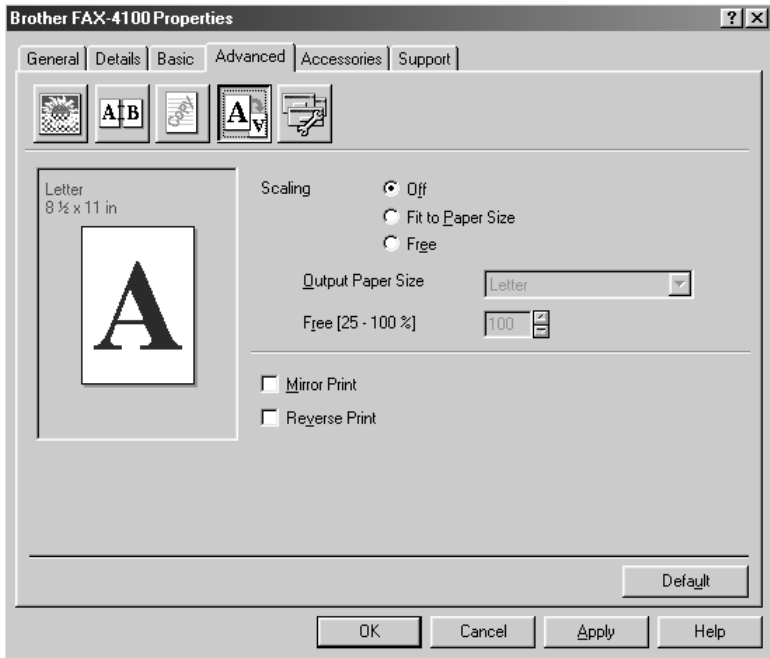 Brother FAX-4100 Properties
General Details Basic Advanced Accessories Support
A B COPY A A
Letter
8 ½ x 11 in
A
Scaling
Off
Fit to Paper Size
Free
Output Paper Size Letter
Free [25 - 100 %] 100
Mirror Print
Reverse Print
Default
OK Cancel Apply Help